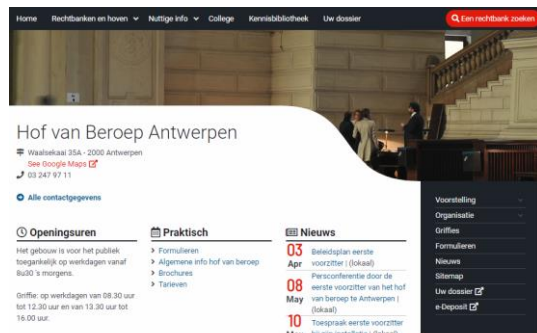 Home Rechtbanken en hoven Nuttige info College Kennisbibliotheek Uw dossier Een rechtbank zoeken
Hof van Beroep Antwerpen
Waalsekaai 35A - 2000 Antwerpen
See Google Maps
03 247 97 11
Alle contactgegevens
Openingsuren
Het gebouw is voor het publiek
toegankelijk op werkdagen vanaf
8u30 's morgens.
Griffie: op werkdagen van 08.30 uur
tot 12.30 uur en van 13.30 uur tot
16.00 uur.
Praktisch
Formulieren
Algemene info hof van beroep
Brochures
Tarieven
Nieuws
03 Apr
Beleidsplan eerste
voorzitter | (lokaal)
08 May
Persconferentie door de
eerste voorzitter van het hof
van beroep te Antwerpen |
(lokaal)
10
Toespraak eerste voorzitter
Voorstelling
Organisatie
Griffies
Formulieren
Nieuws
Sitemap
Uw dossier
e-Deposit